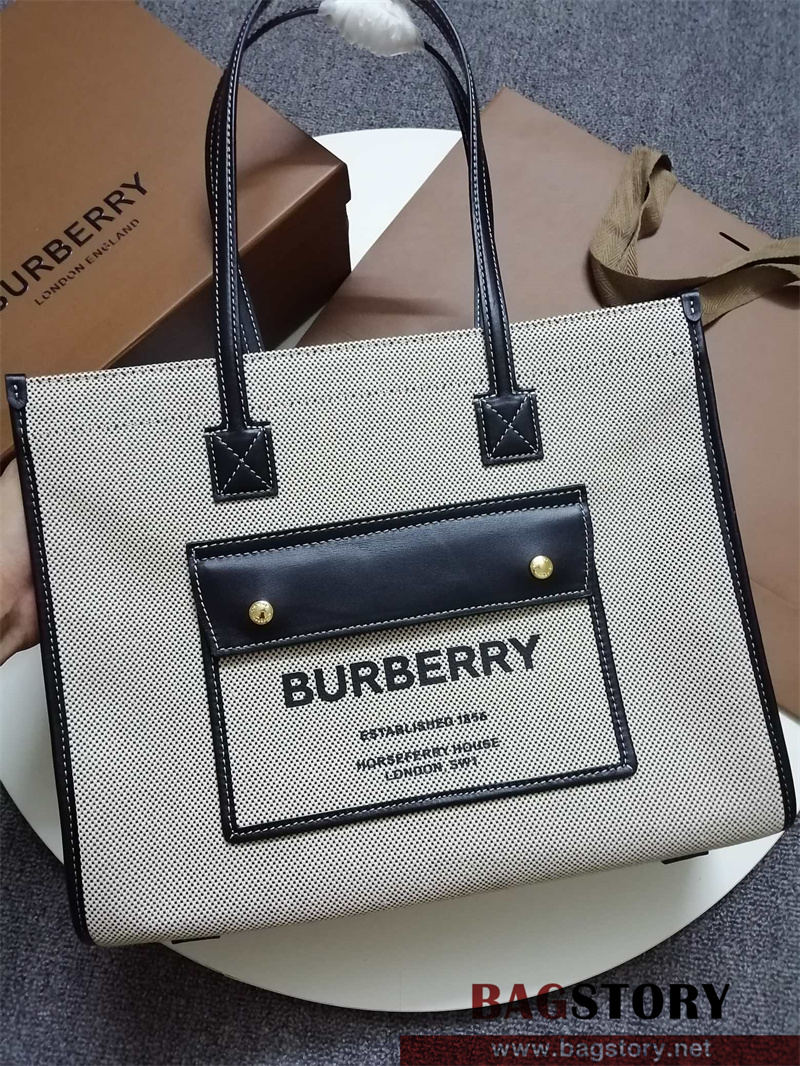 BURBERRY
LONDON ENGLAND
BURBERRY
ESTABLISHED 1856
HORSEFERRY HOUSE
LONDON, SW1
BAGSTORY
www.bagstory.net